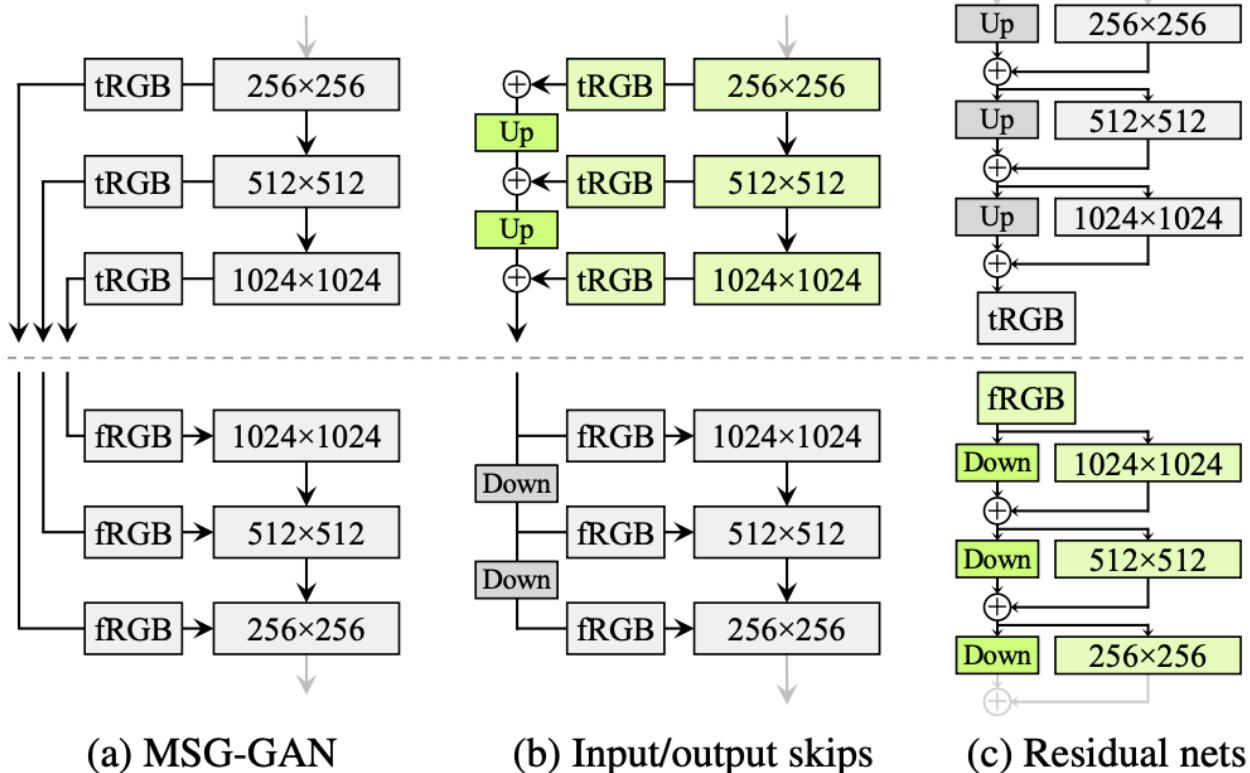 tRGB 256×256
tRGB 512×512
tRGB 1024×1024
fRGB 1024×1024
fRGB 512×512
fRGB 256×256
(a) MSG-GAN
tRGB 256×256
Up
tRGB 512×512
Up
tRGB 1024×1024
fRGB 1024×1024
Down
fRGB 512×512
Down
fRGB 256×256
(b) Input/output skips
Up 256×256
Up 512×512
Up 1024×1024
tRGB
fRGB
Down 1024×1024
Down 512×512
Down 256×256
(c) Residual nets